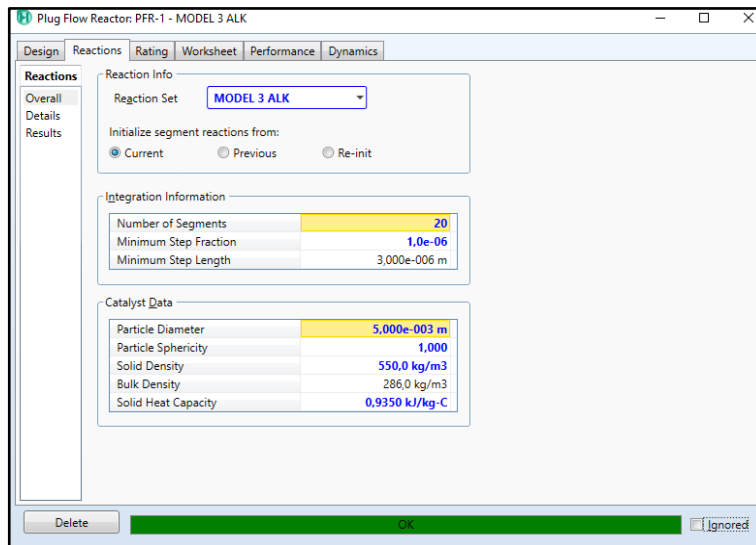 Plug Flow Reactor: PFR-1 - MODEL 3 ALK
Design Reactions Rating Worksheet Performance Dynamics
Reactions
Overall
Details
Results
Reaction Info
Reaction Set MODEL 3 ALK
Initialize segment reactions from:
Current Previous Re-init
Integration Information
Number of Segments 20
Minimum Step Fraction 1,0e-06
Minimum Step Length 3,000e-006 m
Catalyst Data
Particle Diameter 5,000e-003 m
Particle Sphericity 1,000
Solid Density 550,0 kg/m3
Bulk Density 286,0 kg/m3
Solid Heat Capacity 0,9350 kJ/kg-C
Delete OK Ignored